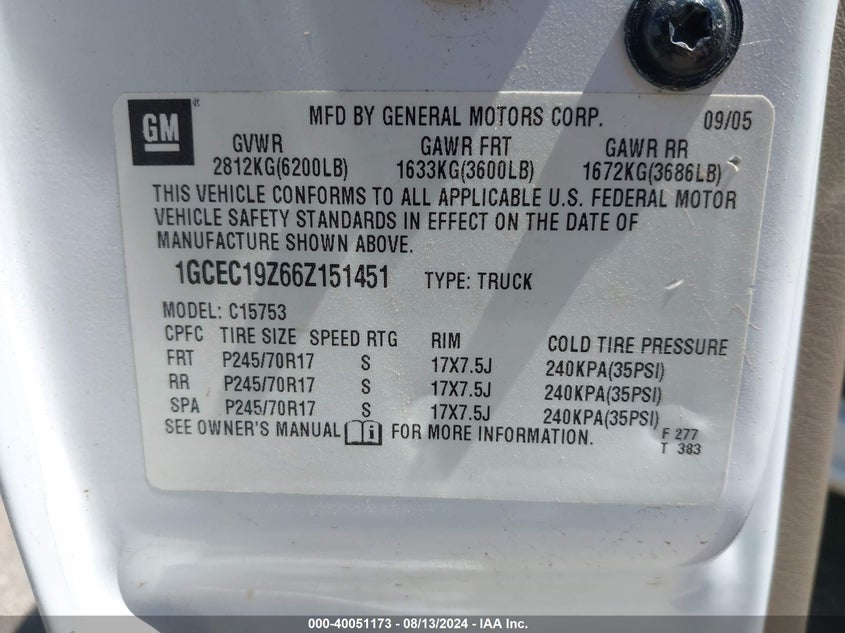 GM ®
MFD BY GENERAL MOTORS CORP. 09/05
GVWR GAWR FRT GAWR RR
2812KG(6200LB) 1633KG(3600LB) 1672KG(3686LB)
THIS VEHICLE CONFORMS TO ALL APPLICABLE U.S. FEDERAL MOTOR
VEHICLE SAFETY STANDARDS IN EFFECT ON THE DATE OF
MANUFACTURE SHOWN ABOVE.
1GCEC19Z66Z151451 TYPE: TRUCK
MODEL: C15753
CPFC TIRE SIZE SPEED RTG RIM COLD TIRE PRESSURE
FRT P245/70R17 S 17X7.5J 240KPA(35PSI)
RR P245/70R17 S 17X7.5J 240KPA(35PSI)
SPA P245/70R17 S 17X7.5J 240KPA(35PSI)
SEE OWNER'S MANUAL i FOR MORE INFORMATION.
F 277
T 383
000-40051173 - 08/13/2024 - IAA Inc.